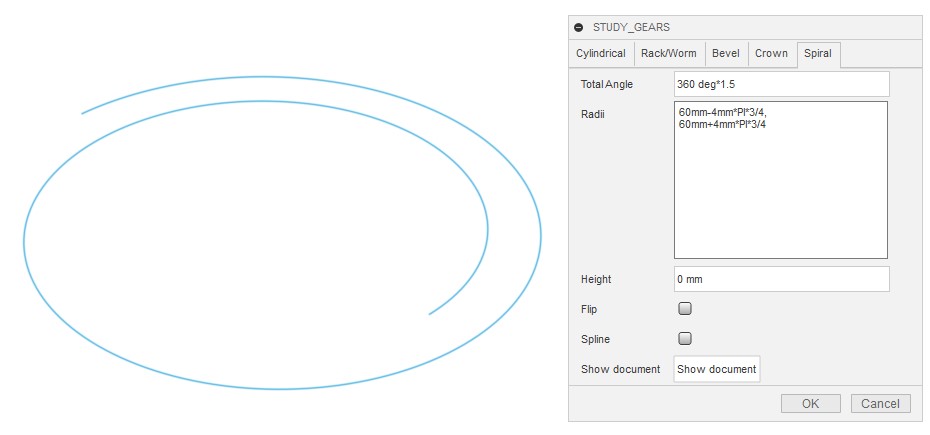 STUDY_GEARS
Cylindrical Rack/Worm Bevel Crown Spiral
Total Angle 360 deg*1.5
Radii 60mm-4mm*PI*3/4,
60mm+4mm*PI*3/4
Height 0 mm
Flip
Spline
Show document Show document
OK Cancel